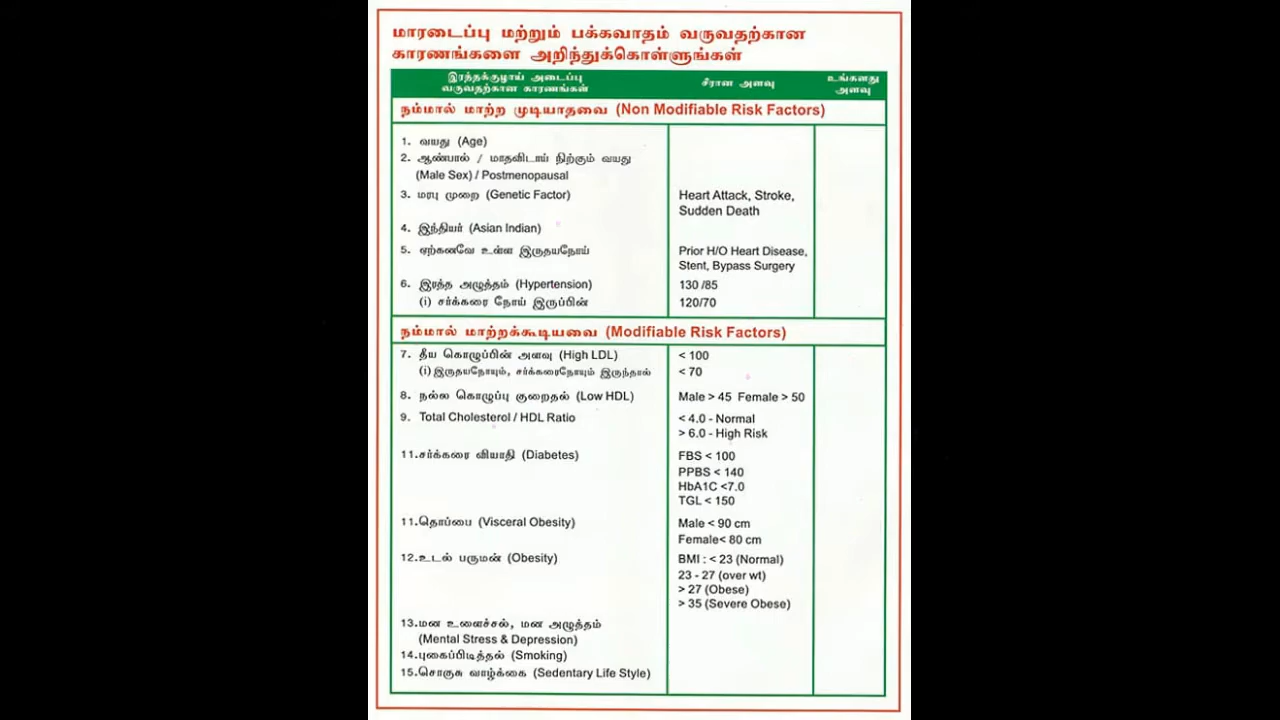 மாரடைப்பு மற்றும் பக்கவாதம் வருவதற்கான
காரணங்களை அறிந்துக்கொள்ளுங்கள்
இரத்தக்குழாய் அடைப்பு
வருவதற்கான காரணங்கள்
சீரான அளவு
உங்களது
அளவு
நம்மால் மாற்ற முடியாதவை (Non Modifiable Risk Factors)
1. வயது (Age)
2. ஆண்பால் / மாதவிடாய் நிற்கும் வயது
(Male Sex) / Postmenopausal
3. மரபு முறை (Genetic Factor)
Heart Attack, Stroke,
Sudden Death
4. இந்தியர் (Asian Indian)
5. ஏற்கனவே உள்ள இருதயநோய்
Prior H/O Heart Disease,
Stent, Bypass Surgery
6. இரத்த அழுத்தம் (Hypertension)
130 /85
(i) சர்க்கரை நோய் இருப்பின்
120/70
நம்மால் மாற்றக்கூடியவை (Modifiable Risk Factors)
7. தீய கொழுப்பின் அளவு (High LDL)
< 100
(i) இருதயநோயும், சர்க்கரைநோயும் இருந்தால்
< 70
8. நல்ல கொழுப்பு குறைதல் (Low HDL)
Male > 45 Female > 50
9. Total Cholesterol / HDL Ratio
< 4.0 - Normal
> 6.0 - High Risk
11.சர்க்கரை வியாதி (Diabetes)
FBS < 100
PPBS < 140
HbA1C <7.0
TGL < 150
11.தொப்பை (Visceral Obesity)
Male < 90 cm
Female< 80 cm
12.உடல் பருமன் (Obesity)
BMI : < 23 (Normal)
23 - 27 (over wt)
> 27 (Obese)
> 35 (Severe Obese)
13.மன உளைச்சல், மன அழுத்தம்
(Mental Stress & Depression)
14.புகைப்பிடித்தல் (Smoking)
15.சொகுசு வாழ்க்கை (Sedentary Life Style)